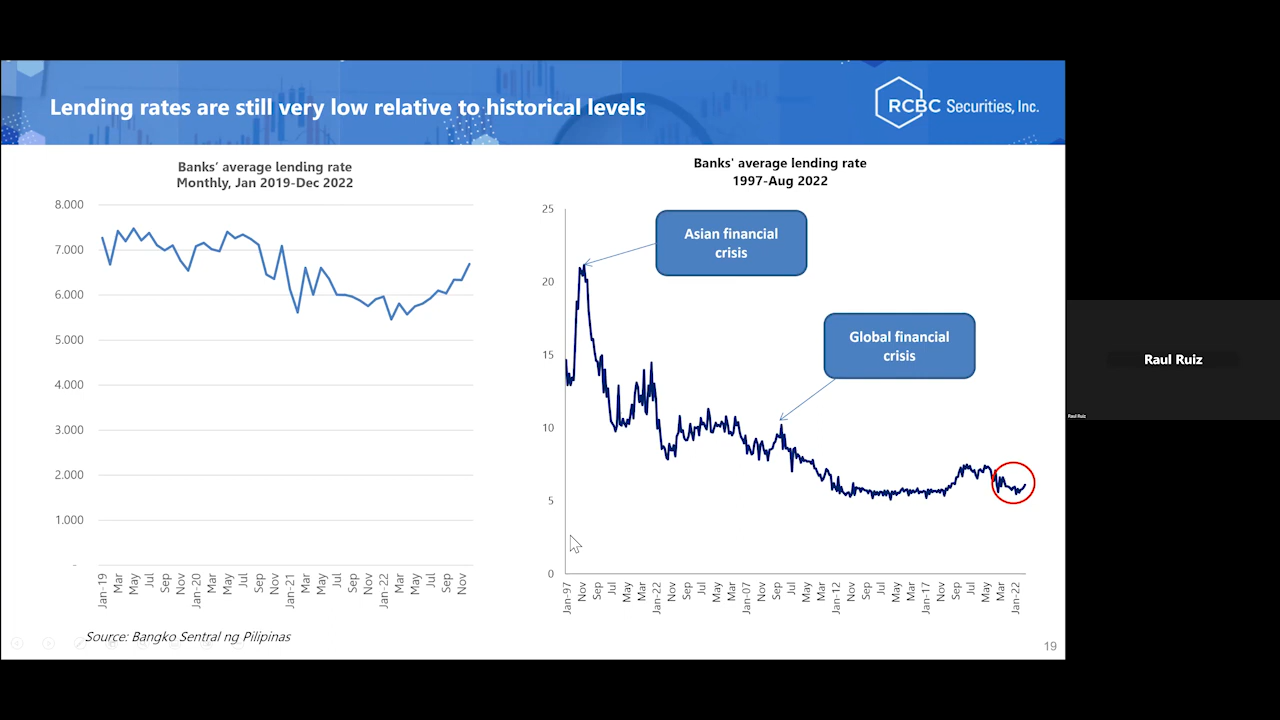 Lending rates are still very low relative to historical levels
RCBC Securities, Inc.
Banks' average lending rate
Monthly, Jan 2019-Dec 2022
8.000
7.000
6.000
5.000
4.000
3.000
2.000
1.000
-
Jan-19
Mar
May
Jul
Sep
Nov
Jan-20
Mar
May
Jul
Sep
Nov
Jan-21
Mar
May
Jul
Sep
Nov
Jan-22
Mar
May
Jul
Sep
Nov
Banks' average lending rate
1997-Aug 2022
25
20
15
10
5
0
Asian financial
crisis
Global financial
crisis
Jan-97
Nov
Sep
Jul
May
Mar
Jan-22
Nov
Sep
Jul
May
Mar
Jan-07
Nov
Sep
Jul
May
Mar
Jan-12
Nov
Sep
Jul
May
Mar
Jan-17
Nov
Sep
Jul
May
Mar
Jan-22
Source: Bangko Sentral ng Pilipinas
19
Raul Ruiz
Raul Ruiz